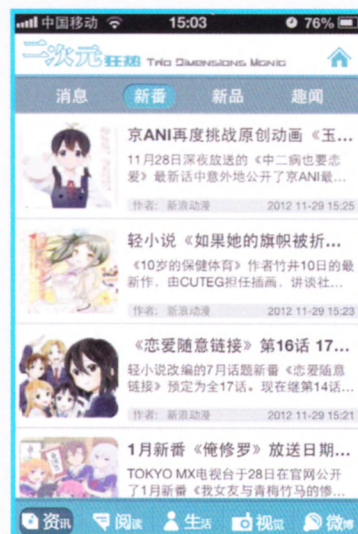 中国移动 15:03 76%
二次元狂热 Two Dimensions Manic
消息 新番 新品 趣闻
京ANI再度挑战原创动画《玉...
11月28日深夜放送的《中二病也要恋
爱》最新话中意外地公开了京ANI最...
作者: 新浪动漫 2012 11-29 15:25
轻小说《如果她的旗帜被折...
《10岁的保健体育》作者竹井10日的最
新作，由CUTEG担任插画，讲谈社...
作者: 新浪动漫 2012 11-29 15:23
《恋爱随意链接》第16话 17...
轻小说改编的7月话题新番《恋爱随意
链接》预定为全17话。现在继第14话...
作者: 新浪动漫 2012 11-29 15:21
1月新番《俺修罗》放送日期...
TOKYO MX电视台于28日在官网公开
了1月新番《我女友与青梅竹马的惨...
资讯 阅读 生活 视觉 微博